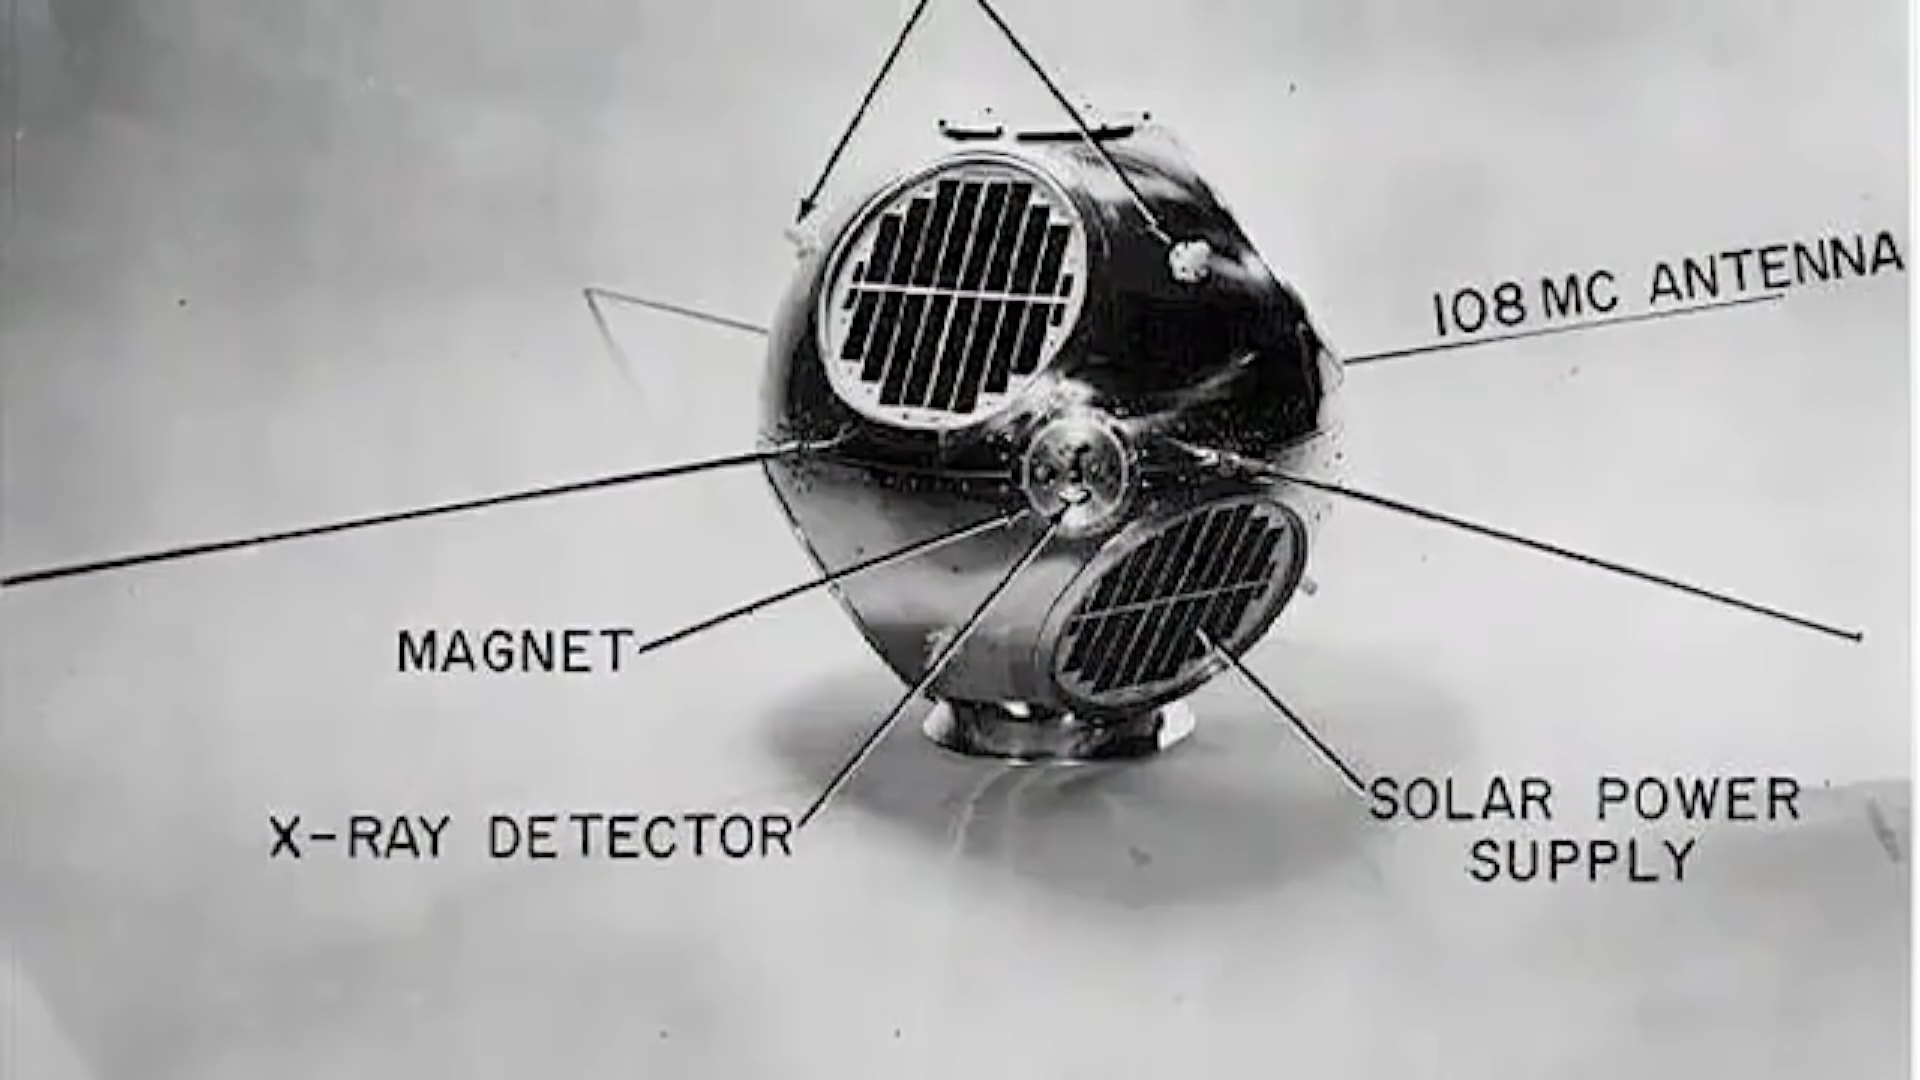 108 MC ANTENNA
MAGNET
X-RAY DETECTOR
SOLAR POWER
SUPPLY